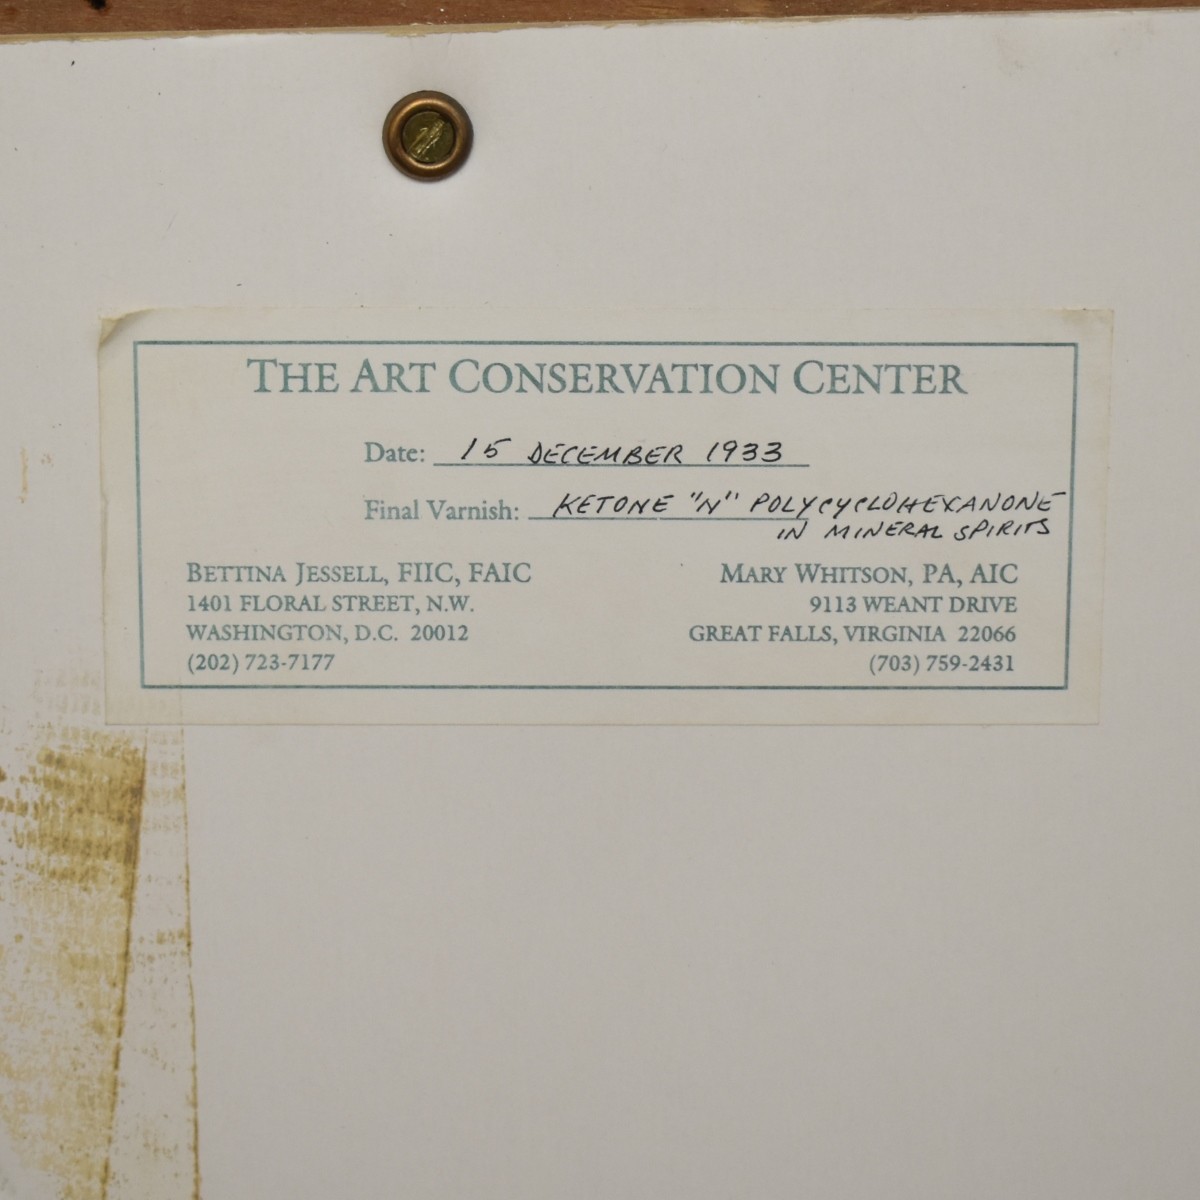 THE ART CONSERVATION CENTER
Date: 15 DECEMBER 1933
Final Varnish: KETONE "N" POLYCYCLOHEXANONE
IN MINERAL SPIRITS
BETTINA JESSELL, FIIC, FAIC
1401 FLORAL STREET, N.W.
WASHINGTON, D.C. 20012
(202) 723-7177
MARY WHITSON, PA, AIC
9113 WEANT DRIVE
GREAT FALLS, VIRGINIA 22066
(703) 759-2431